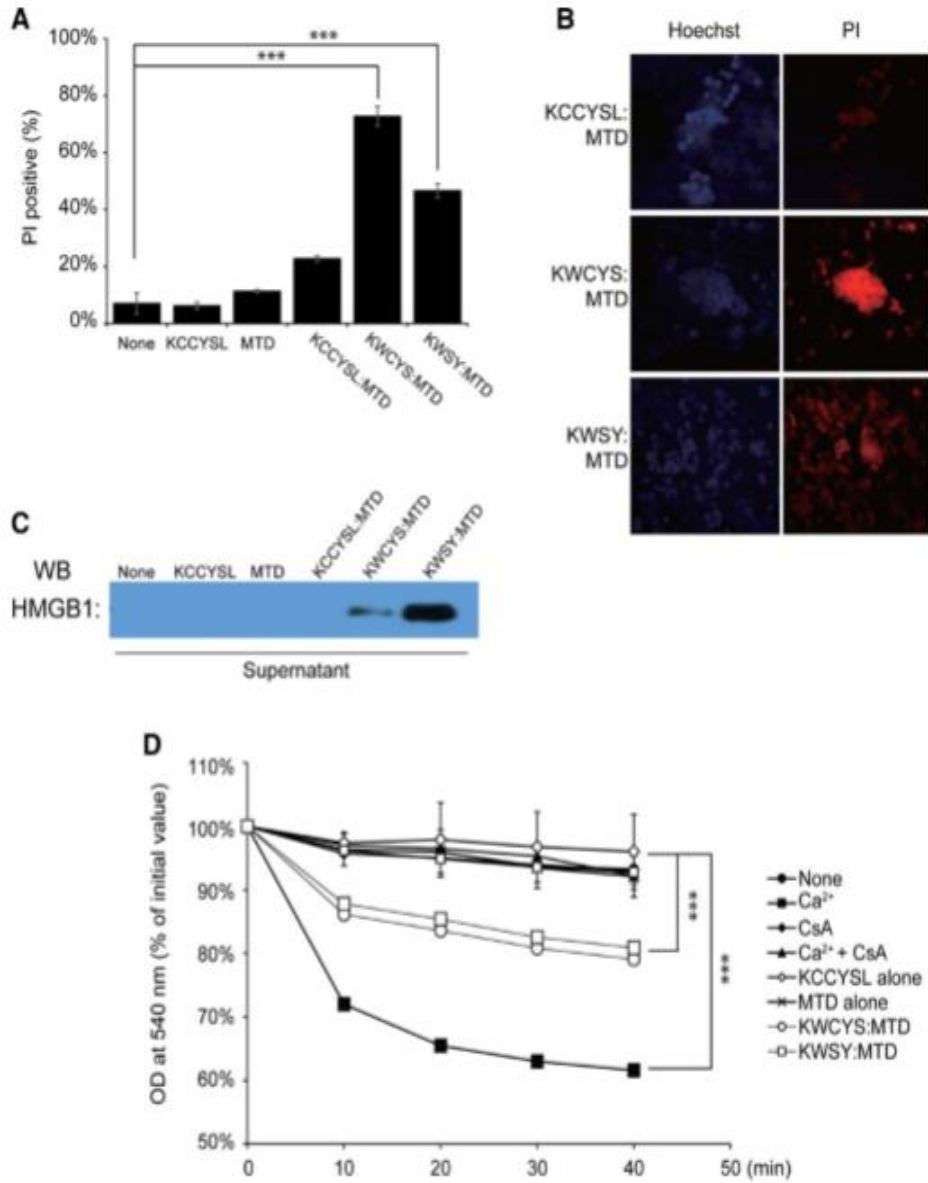 A
100%
80%
60%
40%
20%
0%
PI positive (%)
***
***
None KCCYSL MTD KCCYSL:MTD KWCYS:MTD KWSY:MTD
B
Hoechst PI
KCCYSL:
MTD
KWCYS:
MTD
KWSY:
MTD
C
WB
None KCCYSL MTD KCCYSL:MTD KWCYS:MTD KWSY:MTD
HMGB1:
Supernatant
D
110%
100%
90%
80%
70%
60%
50%
OD at 540 nm (% of initial value)
0 10 20 30 40 50 (min)
***
***
None
Ca²⁺
CsA
Ca²⁺ + CsA
KCCYSL alone
MTD alone
KWCYS:MTD
KWSY:MTD